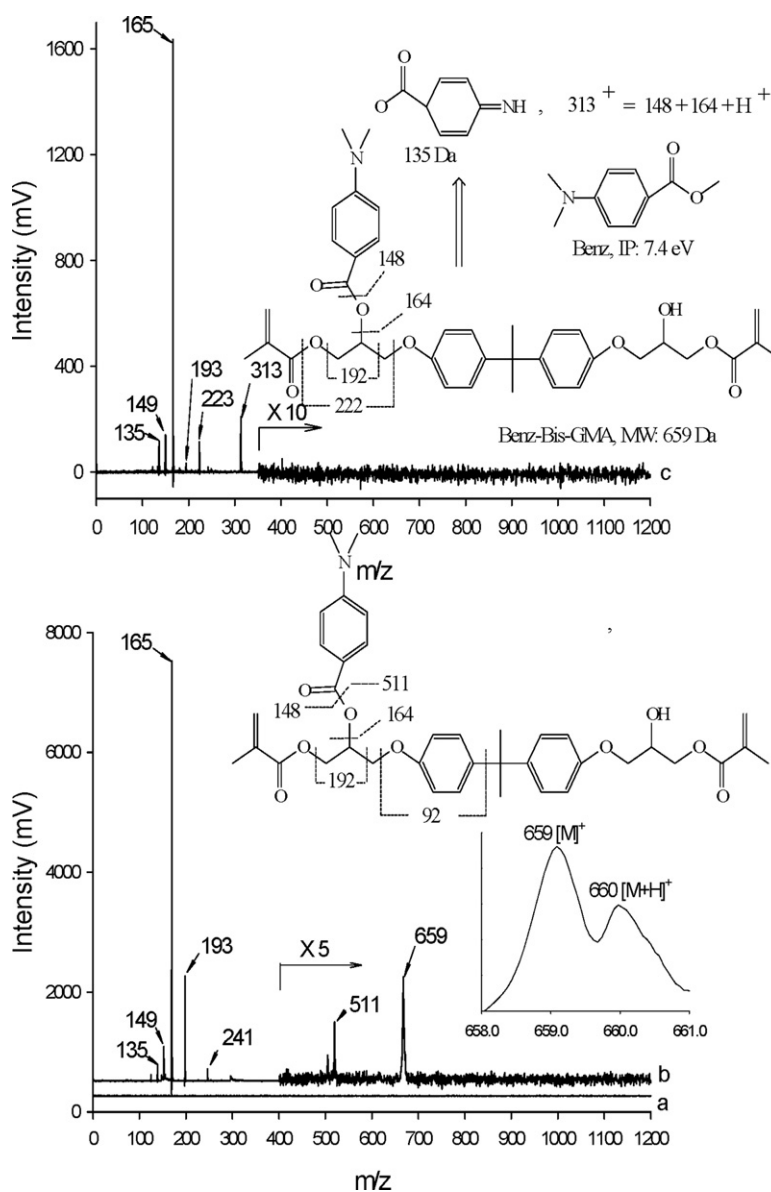 165
1600
O
O
NH
, 313 + = 148+164+H +
135 Da
N
O
1200
O
N
Benz, IP: 7.4 eV
Intensity (mV)
800
148
O
O
164
OH
400
O
O
O
O
O
O
193
313
192
149
223
222
135
X 10
Benz-Bis-GMA, MW: 659 Da
0
c
0 100 200 300 400 500 600 700 800 900 1000 1100 1200
m/z
N
8000
165
,
511
O
148
O
164
OH
6000
O
O
O
O
O
O
192
92
Intensity (mV)
4000
659 [M]+
660 [M+H]+
193
X 5
659
2000
658.0 659.0 660.0 661.0
149
511
135
241
b
a
0
0 100 200 300 400 500 600 700 800 900 1000 1100 1200
m/z